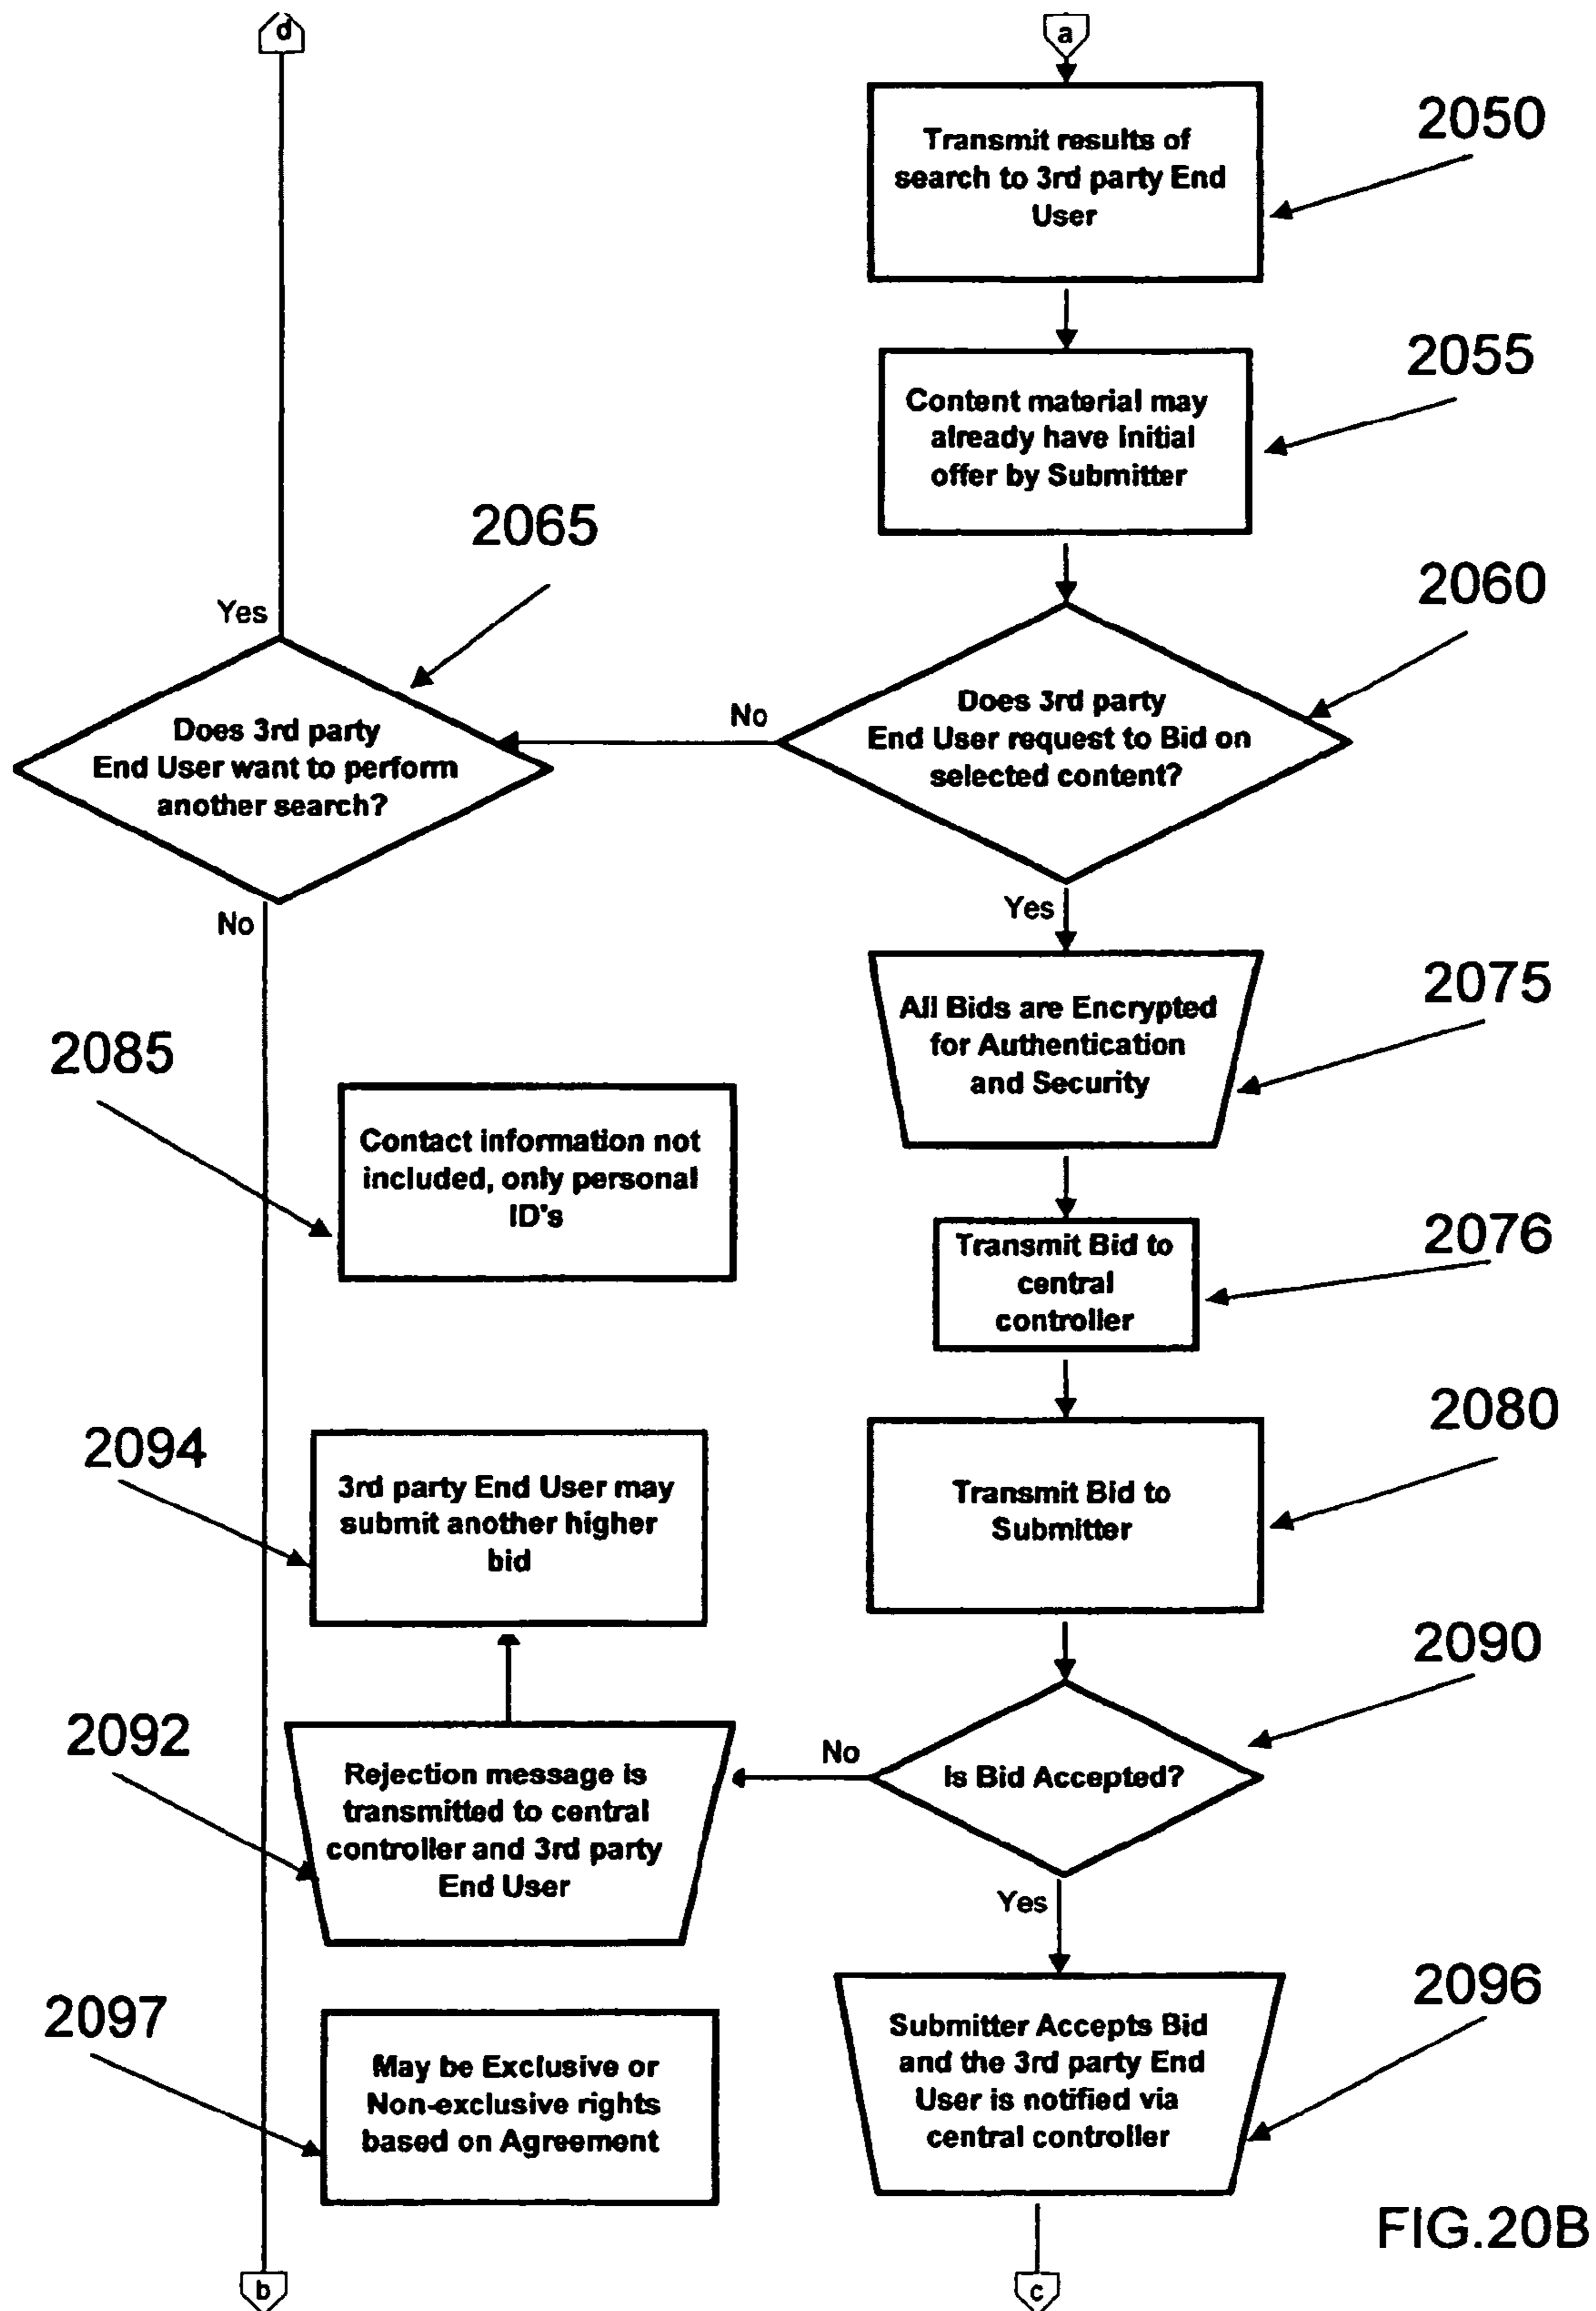 d
a
Transmit results of
search to 3rd party End
User
2050
Content material may
already have Initial
offer by Submitter
2055
2065
2060
Yes
Does 3rd party
End User want to perform
another search?
No
Does 3rd party
End User request to Bid on
selected content?
No
Yes
All Bids are Encrypted
for Authentication
and Security
2075
2085
Contact information not
included, only personal
ID's
Transmit Bid to
central
controller
2076
2094
3rd party End User may
submit another higher
bid
Transmit Bid to
Submitter
2080
2090
2092
Rejection message is
transmitted to central
controller and 3rd party
End User
No
Is Bid Accepted?
Yes
2097
May be Exclusive or
Non-exclusive rights
based on Agreement
Submitter Accepts Bid
and the 3rd party End
User is notified via
central controller
2096
FIG.20B
b
c